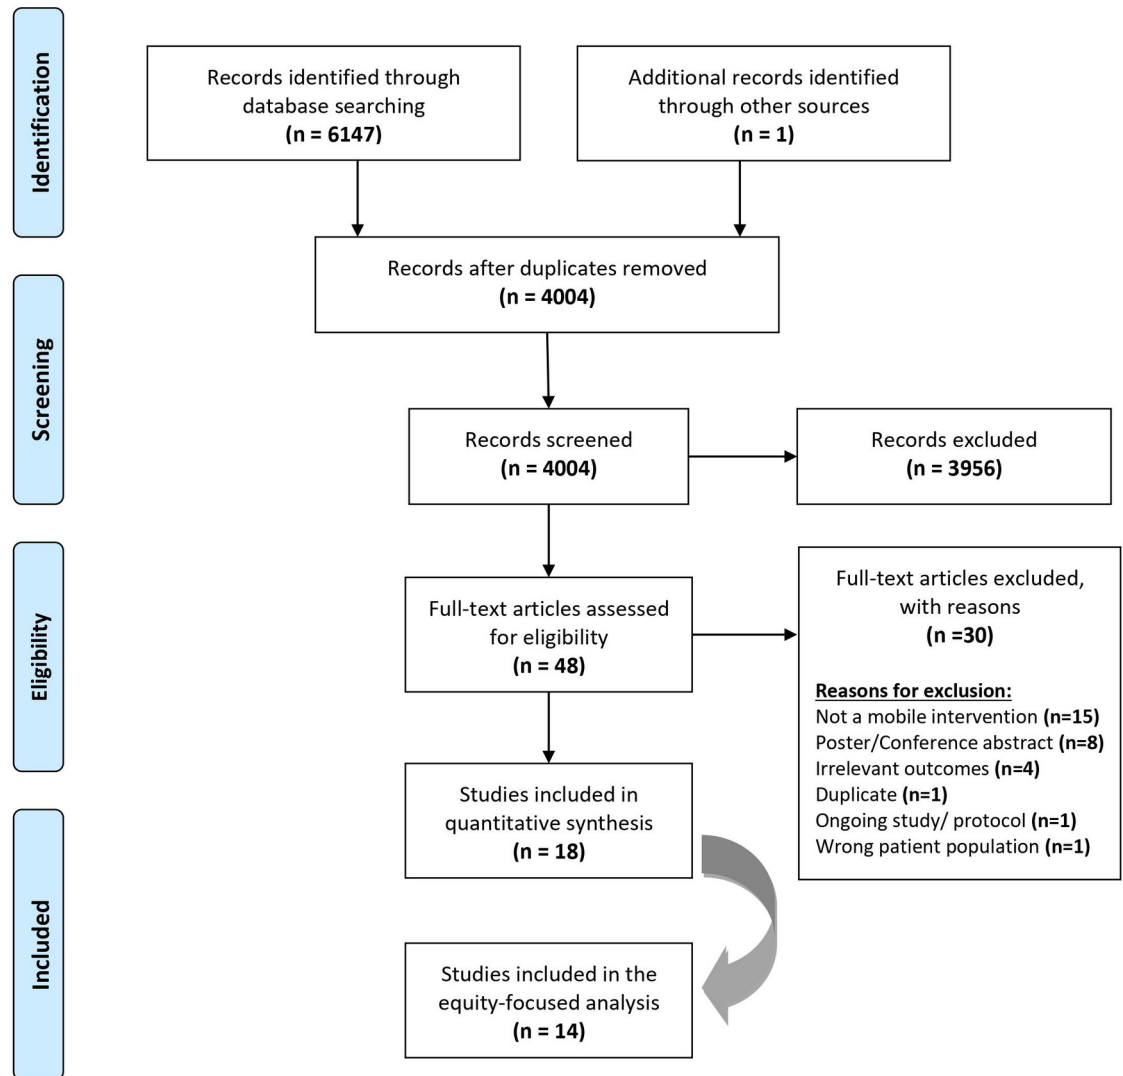 Identification
Records identified through
database searching
(n = 6147)
Additional records identified
through other sources
(n = 1)
Records after duplicates removed
(n = 4004)
Screening
Records screened
(n = 4004)
Records excluded
(n = 3956)
Eligibility
Full-text articles assessed
for eligibility
(n = 48)
Full-text articles excluded,
with reasons
(n =30)
Reasons for exclusion:
Not a mobile intervention (n=15)
Poster/Conference abstract (n=8)
Irrelevant outcomes (n=4)
Duplicate (n=1)
Ongoing study/ protocol (n=1)
Wrong patient population (n=1)
Included
Studies included in
quantitative synthesis
(n = 18)
Studies included in the
equity-focused analysis
(n = 14)